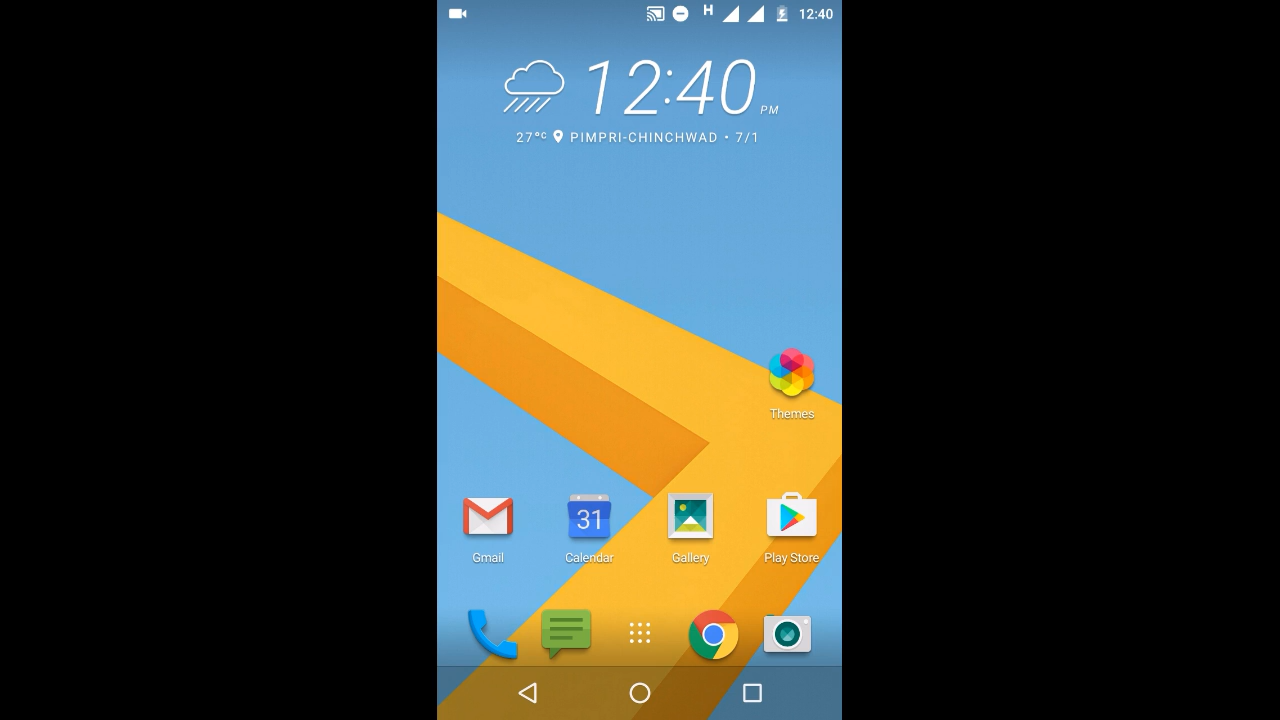 H 12:40
12:40 PM
27°C PIMPRI-CHINCHWAD • 7/1
Themes
31
Gmail Calendar Gallery Play Store